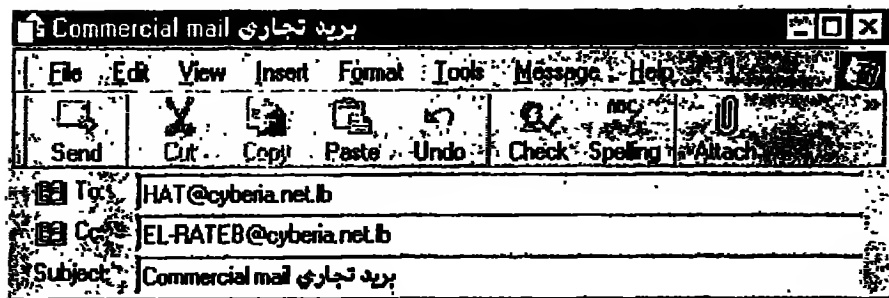 Commercial mail بريد تجاري
File Edit View Insert Format Tools Message Help
Send Cut Copy Paste Undo Check Spelling Attach
To: HAT@cyberia.net.lb
Cc: EL-RATEB@cyberia.net.lb
Subject: Commercial mail بريد تجاري